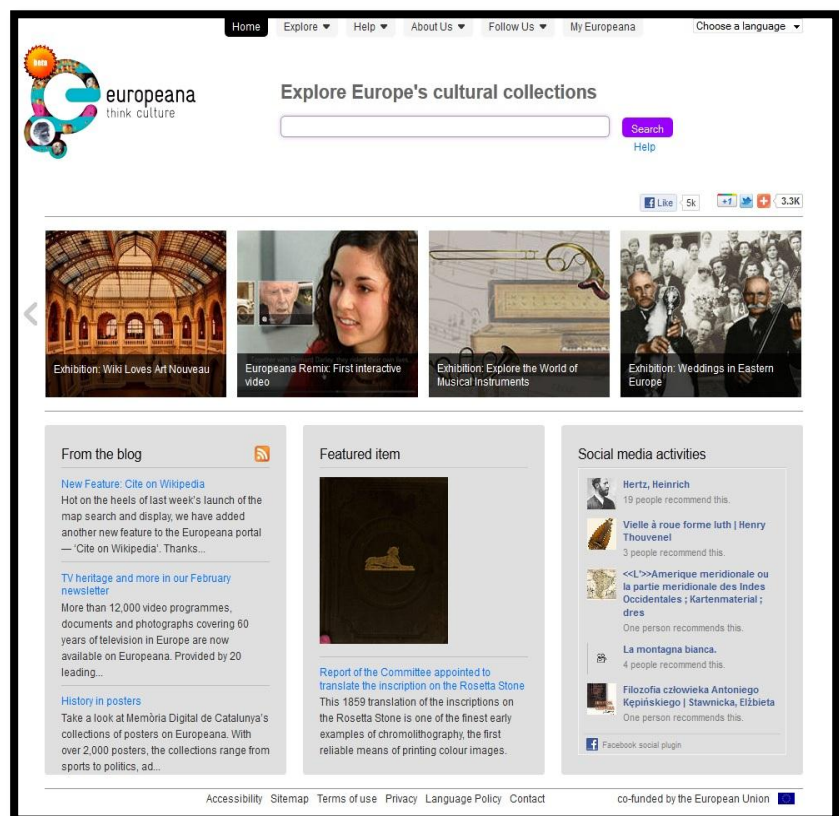 Home Explore Help About Us Follow Us My Europeana Choose a language
beta
europeana
think culture
Explore Europe's cultural collections
Search
Help
Like 5k +1 3.3K
Exhibition: Wiki Loves Art Nouveau
Europeana Remix: First interactive
video
Exhibition: Explore the World of
Musical Instruments
Exhibition: Weddings in Eastern
Europe
From the blog
New Feature: Cite on Wikipedia
Hot on the heels of last week's launch of the
map search and display, we have added
another new feature to the Europeana portal
— 'Cite on Wikipedia'. Thanks...
TV heritage and more in our February
newsletter
More than 12,000 video programmes,
documents and photographs covering 60
years of television in Europe are now
available on Europeana. Provided by 20
leading...
History in posters
Take a look at Memòria Digital de Catalunya's
collections of posters on Europeana. With
over 2,000 posters, the collections range from
sports to politics, ad...
Featured item
Report of the Committee appointed to
translate the inscription on the Rosetta Stone
This 1859 translation of the inscriptions on
the Rosetta Stone is one of the finest early
examples of chromolithography, the first
reliable means of printing colour images.
Social media activities
Hertz, Heinrich
19 people recommend this.
Vielle à roue forme luth | Henry
Thouvenel
3 people recommend this.
<<L'>>Amerique meridionale ou
la partie meridionale des Indes
Occidentales ; Kartenmaterial ;
dres
One person recommends this.
La montagna bianca.
4 people recommend this.
Filozofia człowieka Antoniego
Kępińskiego | Stawnicka, Elżbieta
One person recommends this.
Facebook social plugin
Accessibility Sitemap Terms of use Privacy Language Policy Contact co-funded by the European Union